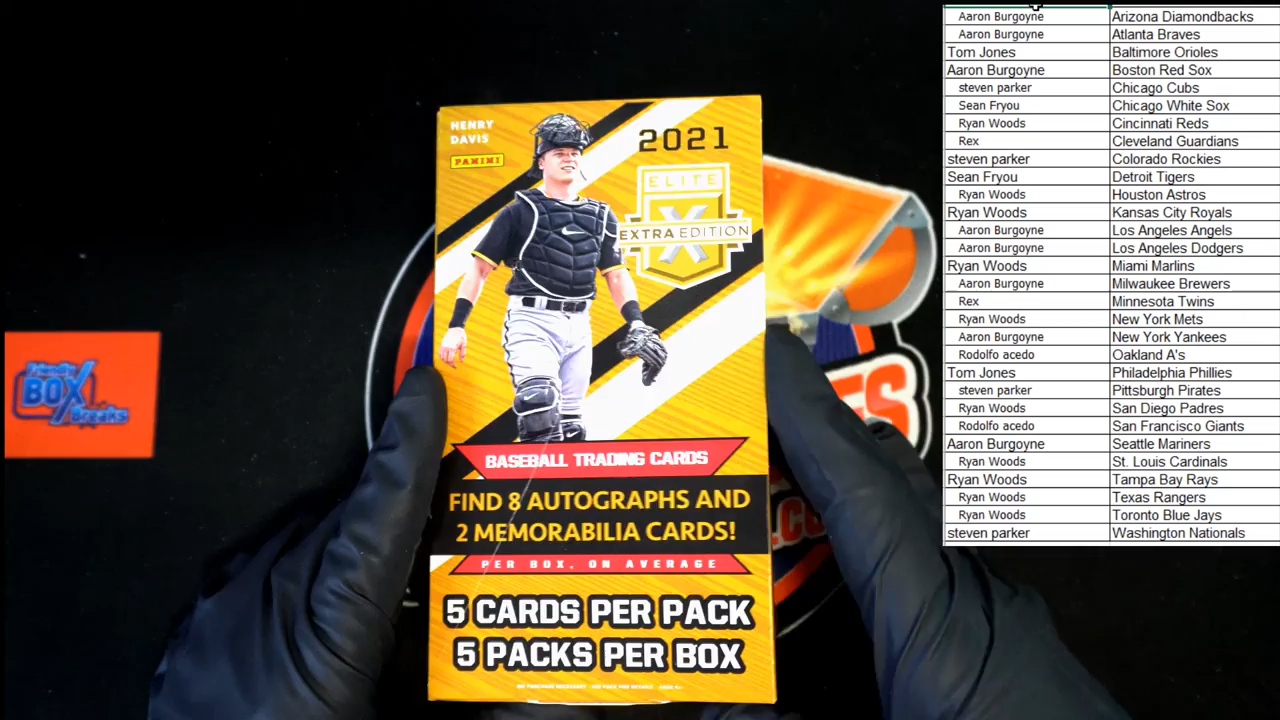 HENRY
DAVIS
PANINI
2021
ELITE
X
EXTRA EDITION
BASEBALL TRADING CARDS
FIND 8 AUTOGRAPHS AND
2 MEMORABILIA CARDS!
PER BOX, ON AVERAGE
5 CARDS PER PACK
5 PACKS PER BOX
BOX
Breaks
Aaron Burgoyne Arizona Diamondbacks
Aaron Burgoyne Atlanta Braves
Tom Jones Baltimore Orioles
Aaron Burgoyne Boston Red Sox
steven parker Chicago Cubs
Sean Fryou Chicago White Sox
Ryan Woods Cincinnati Reds
Rex Cleveland Guardians
steven parker Colorado Rockies
Sean Fryou Detroit Tigers
Ryan Woods Houston Astros
Ryan Woods Kansas City Royals
Aaron Burgoyne Los Angeles Angels
Aaron Burgoyne Los Angeles Dodgers
Ryan Woods Miami Marlins
Aaron Burgoyne Milwaukee Brewers
Rex Minnesota Twins
Ryan Woods New York Mets
Aaron Burgoyne New York Yankees
Rodolfo acedo Oakland A's
Tom Jones Philadelphia Phillies
steven parker Pittsburgh Pirates
Ryan Woods San Diego Padres
Rodolfo acedo San Francisco Giants
Aaron Burgoyne Seattle Mariners
Ryan Woods St. Louis Cardinals
Ryan Woods Tampa Bay Rays
Ryan Woods Texas Rangers
Ryan Woods Toronto Blue Jays
steven parker Washington Nationals